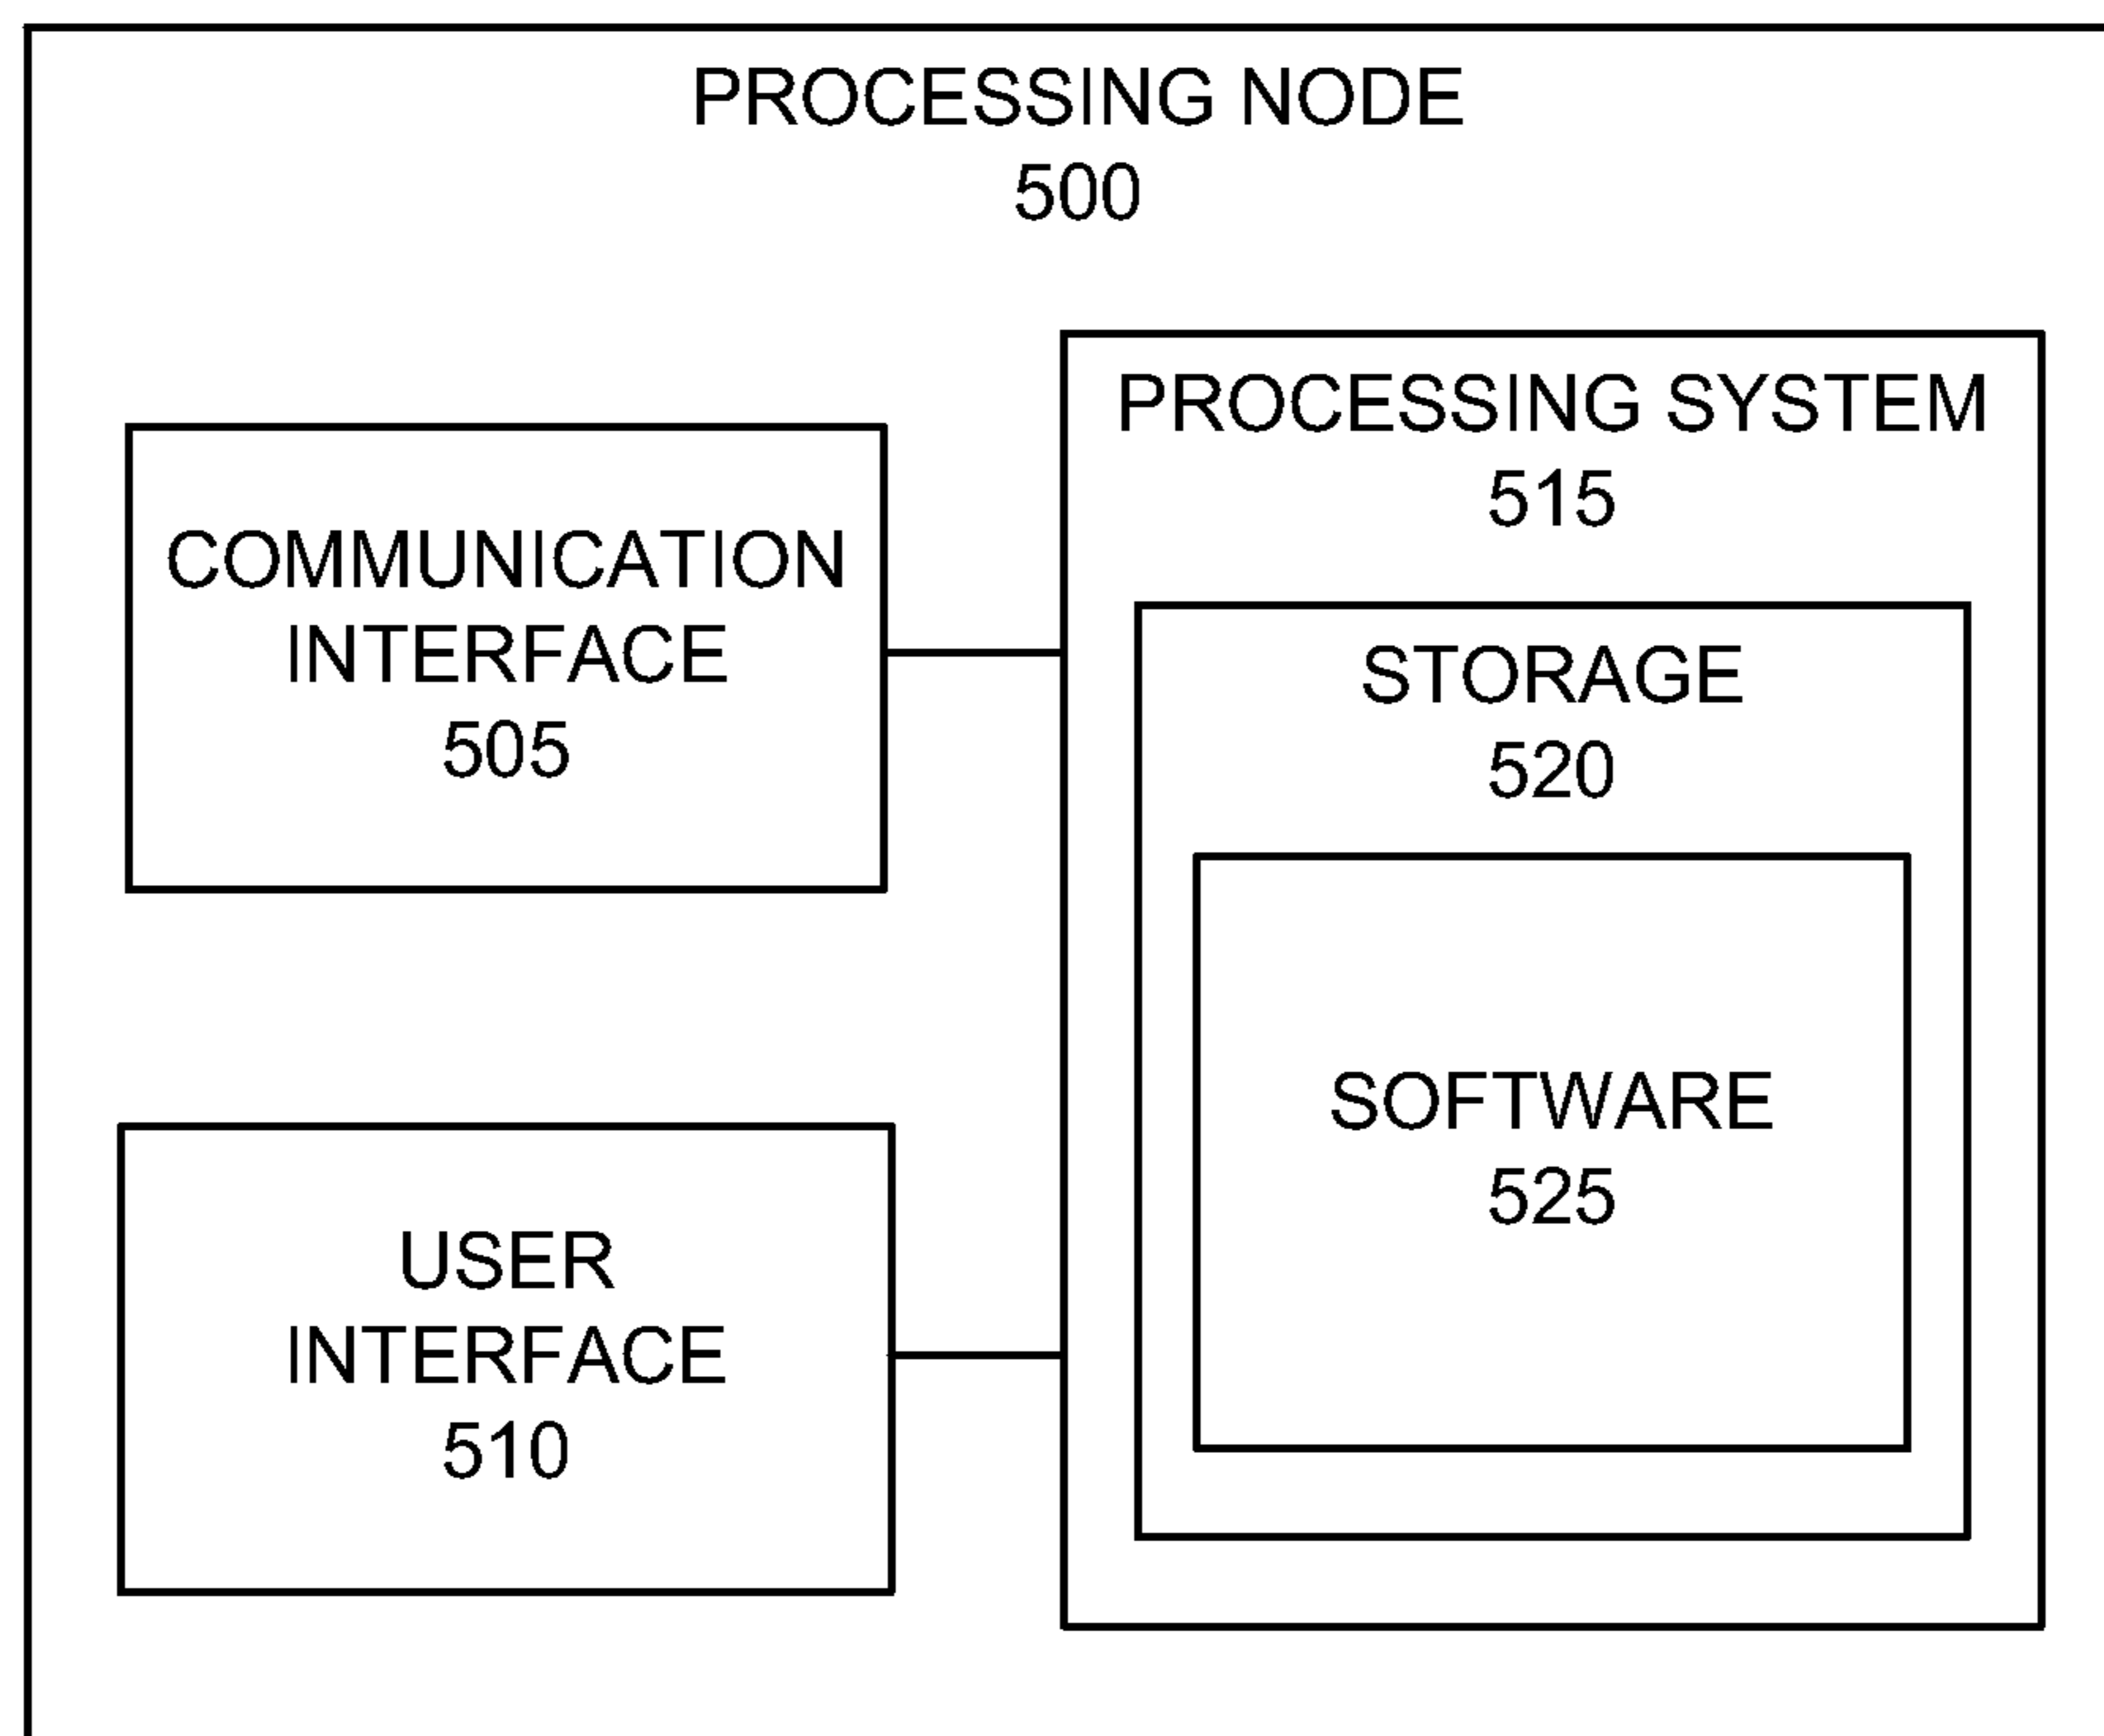 PROCESSING NODE
500
COMMUNICATION
INTERFACE
505
USER
INTERFACE
510
PROCESSING SYSTEM
515
STORAGE
520
SOFTWARE
525